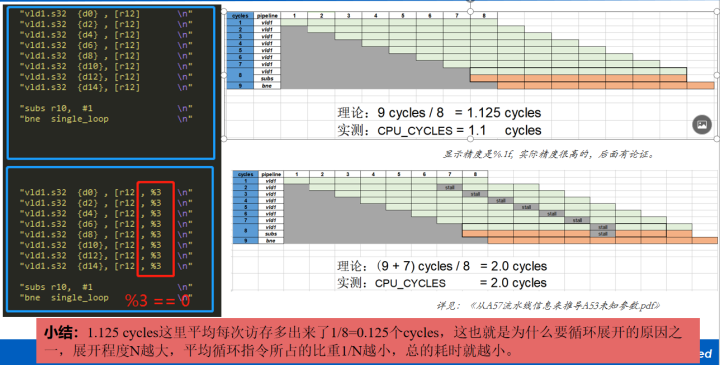 "vld1.s32 {d0} , [r12] \n"
"vld1.s32 {d2} , [r12] \n"
"vld1.s32 {d4} , [r12] \n"
"vld1.s32 {d6} , [r12] \n"
"vld1.s32 {d8} , [r12] \n"
"vld1.s32 {d10}, [r12] \n"
"vld1.s32 {d12}, [r12] \n"
"vld1.s32 {d14}, [r12] \n"
"subs r10, #1 \n"
"bne single_loop \n"
cycles pipeline 1 2 3 4 5 6 7 8
1 vld1
2 vld1
3 vld1
4 vld1
5 vld1
6 vld1
7 vld1
8 vld1
subs
9 bne
理论：9 cycles / 8 = 1.125 cycles
实测：CPU_CYCLES = 1.1 cycles
显示精度是%.1f, 实际精度很高的，后面有论证。
"vld1.s32 {d0} , [r12 , %3 \n"
"vld1.s32 {d2} , [r12 , %3 \n"
"vld1.s32 {d4} , [r12 , %3 \n"
"vld1.s32 {d6} , [r12 , %3 \n"
"vld1.s32 {d8} , [r12 , %3 \n"
"vld1.s32 {d10}, [r12 , %3 \n"
"vld1.s32 {d12}, [r12 , %3 \n"
"vld1.s32 {d14}, [r12 , %3 \n"
"subs r10, #1 \n"
"bne single_loop \n"
%3 == 0
cycles pipeline 1 2 3 4 5 6 7 8
1 vld1
2 vld1 stall
3 vld1 stall
4 vld1 stall
5 vld1 stall
6 vld1 stall
7 vld1 stall
8 vld1 stall
subs stall
9 bne
理论：(9 + 7) cycles / 8 = 2.0 cycles
实测：CPU_CYCLES = 2.0 cycles
详见：《从A57流水线信息来推导A53未知参数.pdf》
小结：1.125 cycles这里平均每次访存多出来了1/8=0.125个cycles，这也就是为什么要循环展开的原因之
一，展开程度N越大，平均循环指令所占的比重1/N越小，总的耗时就越小。